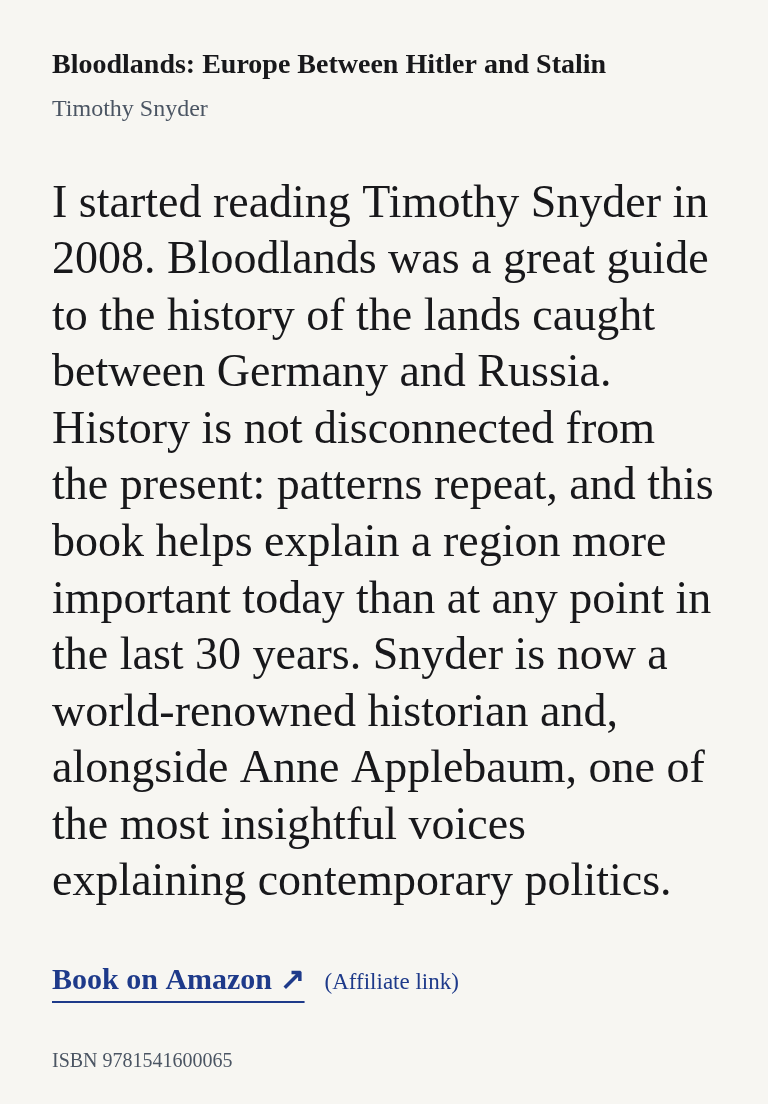 Bloodlands: Europe Between Hitler and Stalin
Timothy Snyder
I started reading Timothy Snyder in
2008. Bloodlands was a great guide
to the history of the lands caught
between Germany and Russia.
History is not disconnected from
the present: patterns repeat, and this
book helps explain a region more
important today than at any point in
the last 30 years. Snyder is now a
world-renowned historian and,
alongside Anne Applebaum, one of
the most insightful voices
explaining contemporary politics.
Book on Amazon ↗ (Affiliate link)
ISBN 9781541600065